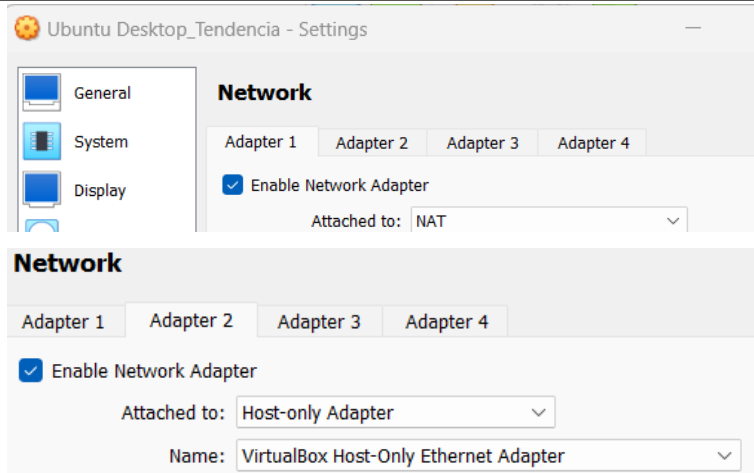 Ubuntu Desktop_Tendencia - Settings
General
Network
System
Adapter 1 Adapter 2 Adapter 3 Adapter 4
Display
Enable Network Adapter
Attached to: NAT
Network
Adapter 1 Adapter 2 Adapter 3 Adapter 4
Enable Network Adapter
Attached to: Host-only Adapter
Name: VirtualBox Host-Only Ethernet Adapter